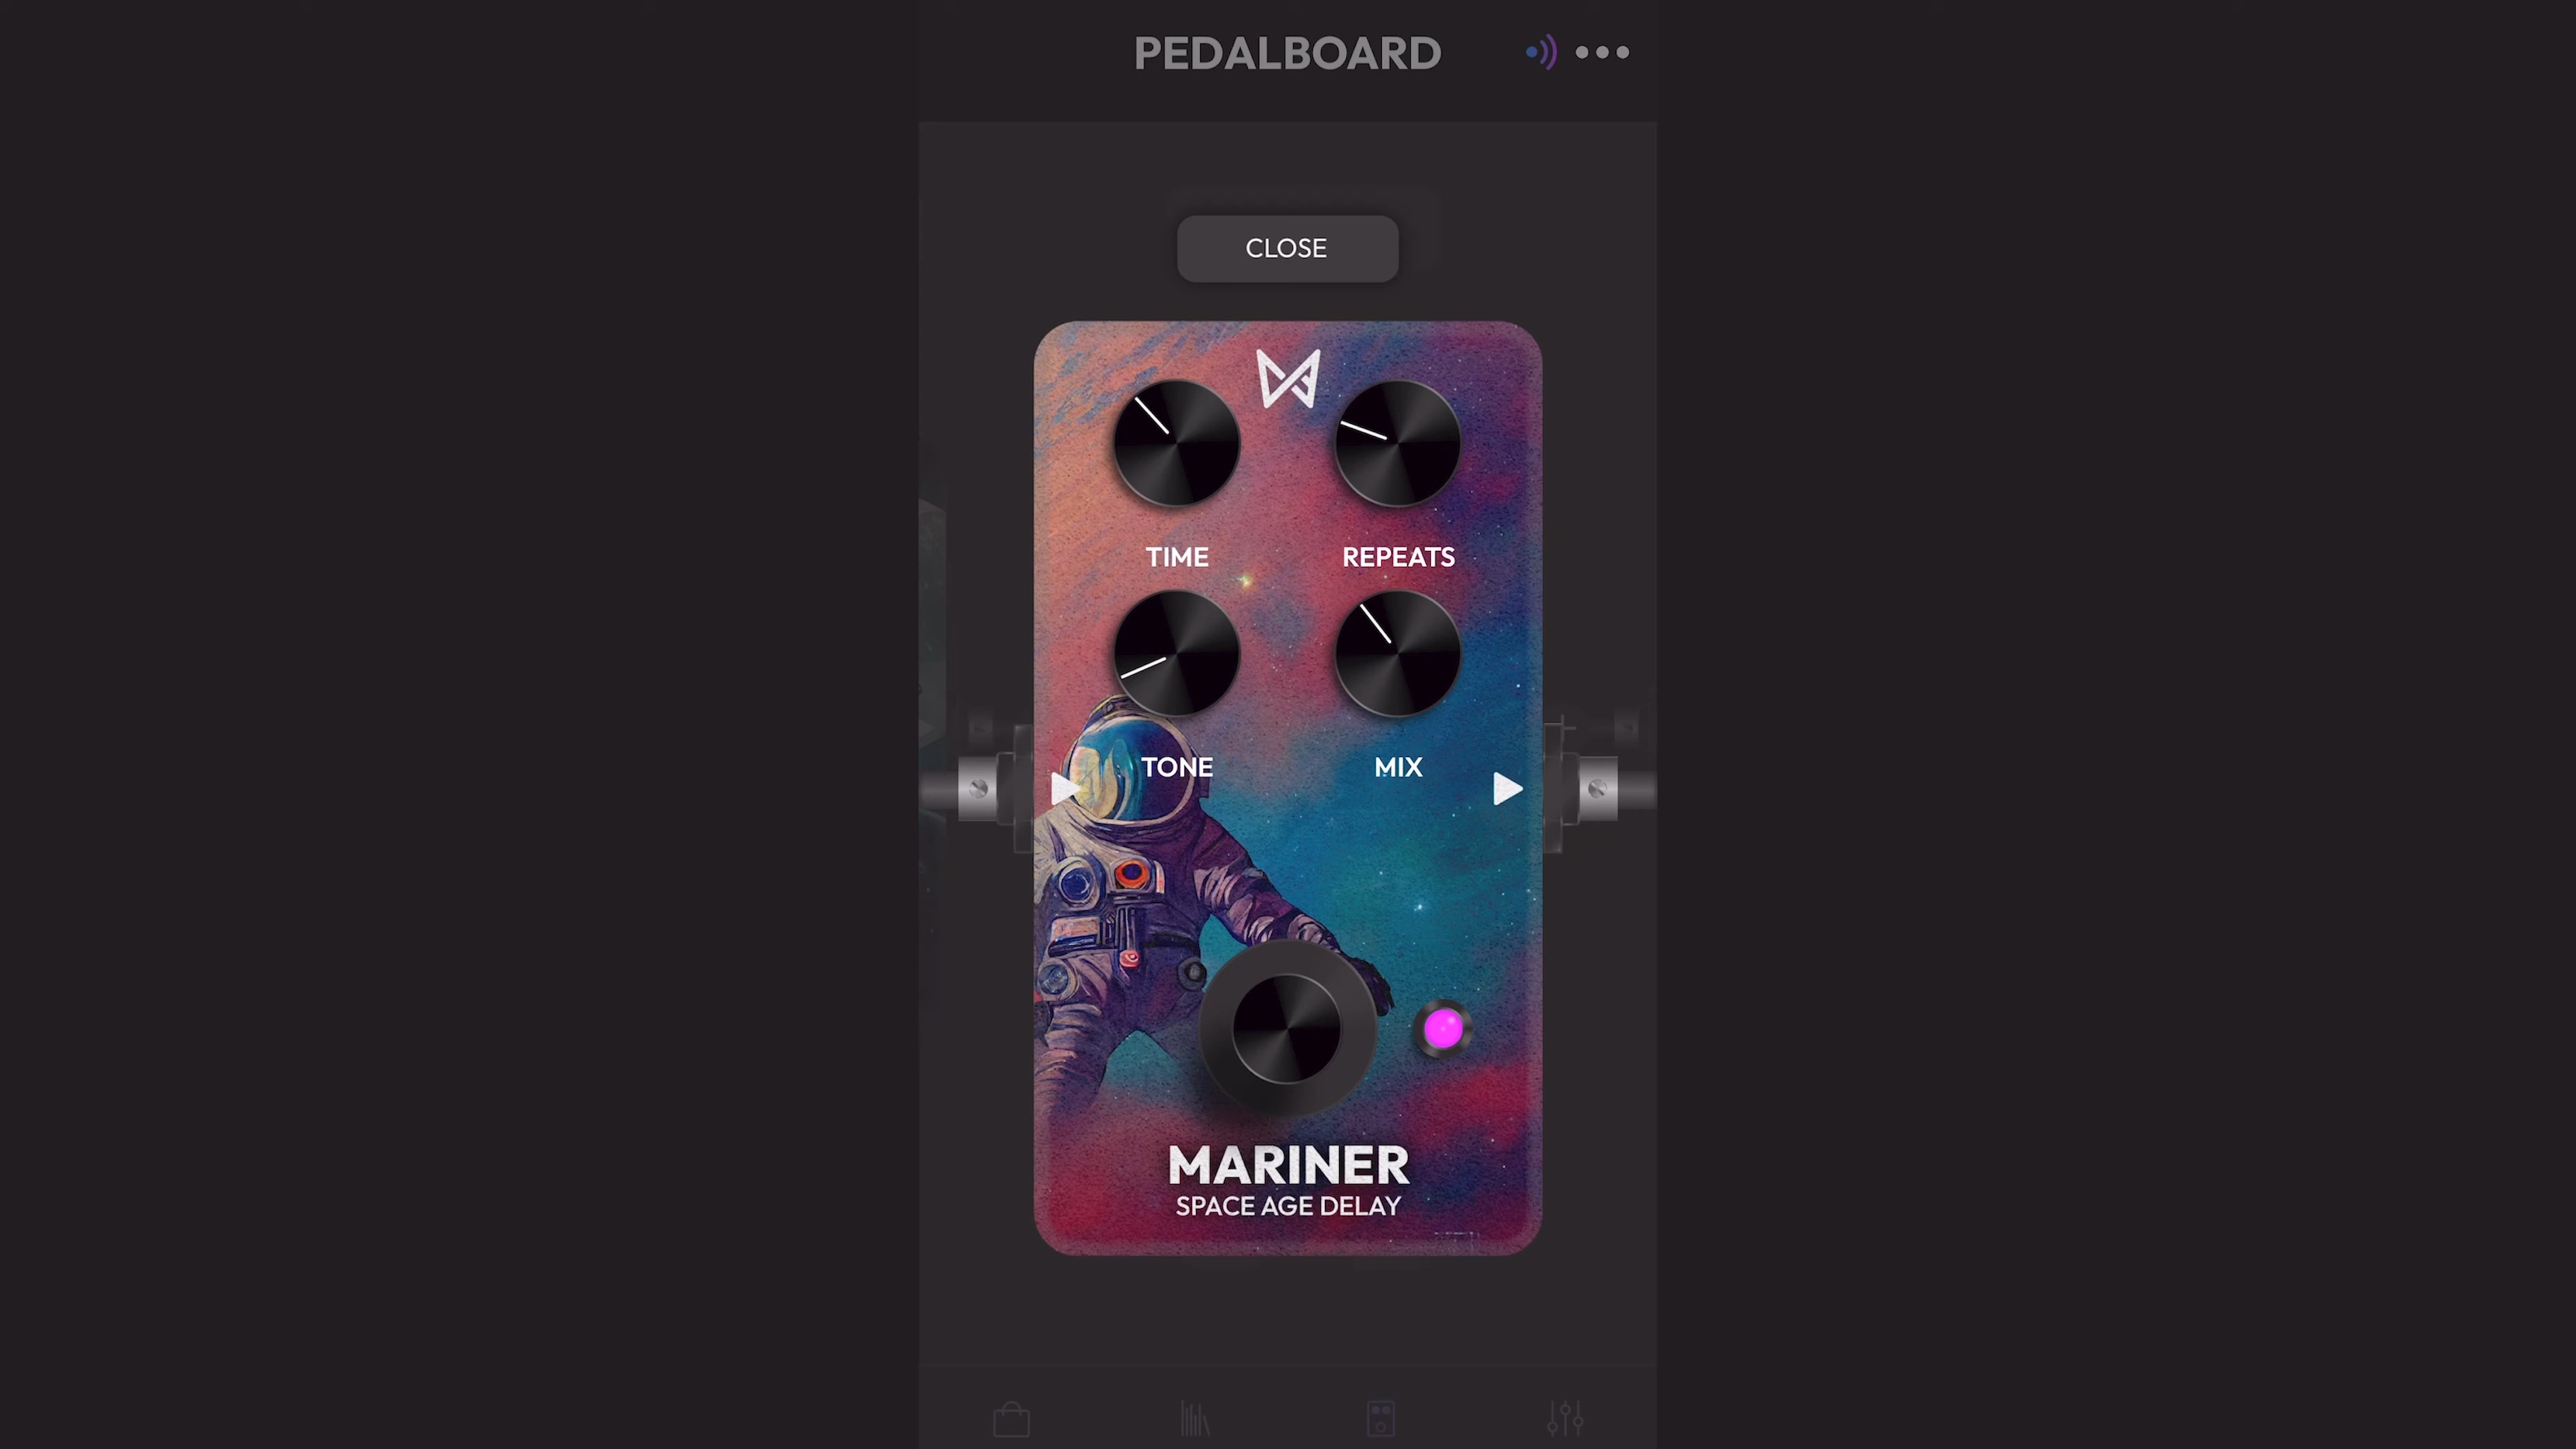 PEDALBOARD
CLOSE
TIME
REPEATS
TONE
MIX
MARINER
SPACE AGE DELAY